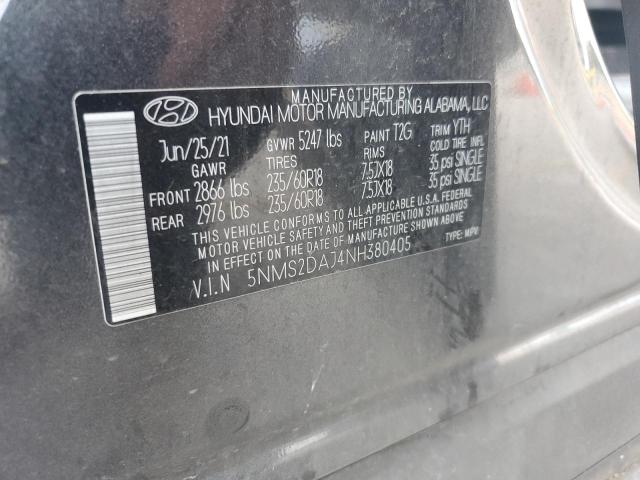 MANUFACTURED BY
HYUNDAI MOTOR MANUFACTURING ALABAMA, LLC
Jun/25/21 GVWR 5247 lbs PAINT T2G TRIM YTH
GAWR TIRES RIMS COLD TIRE INFL
FRONT 2866 lbs 235/60R18 7.5JX18 35 psi SINGLE
REAR 2976 lbs 235/60R18 7.5JX18 35 psi SINGLE
THIS VEHICLE CONFORMS TO ALL APPLICABLE U.S.A. FEDERAL
MOTOR VEHICLE SAFETY AND THEFT PREVENTION STANDARDS
IN EFFECT ON THE DATE OF MANUFACTURE SHOWN ABOVE.
V.I.N 5NMS2DAJ4NH380405 TYPE: MPV